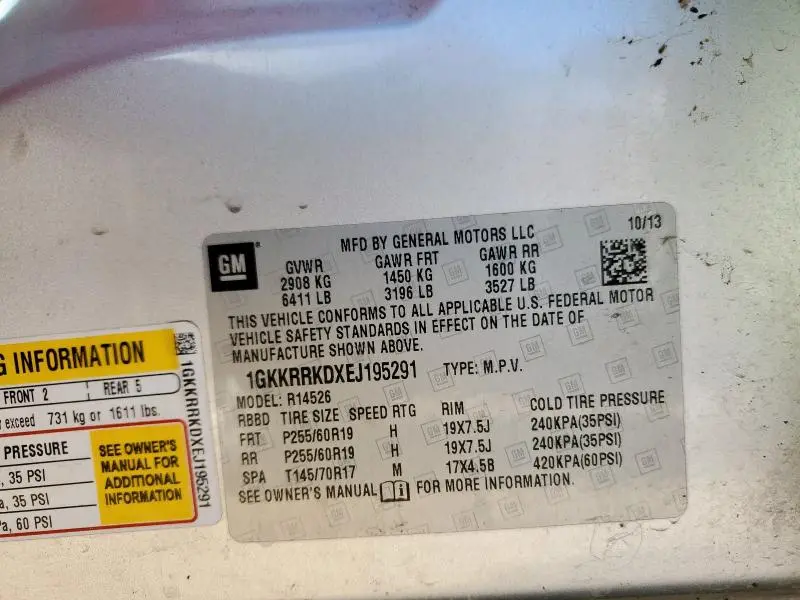 GM
MFD BY GENERAL MOTORS LLC
10/13
GVWR GAWR FRT GAWR RR
2908 KG 1450 KG 1600 KG
6411 LB 3196 LB 3527 LB
THIS VEHICLE CONFORMS TO ALL APPLICABLE U.S. FEDERAL MOTOR
VEHICLE SAFETY STANDARDS IN EFFECT ON THE DATE OF
MANUFACTURE SHOWN ABOVE.
1GKKRRKDXEJ195291 TYPE: M.P.V.
MODEL: R14526
RBBD TIRE SIZE SPEED RTG RIM COLD TIRE PRESSURE
FRT P255/60R19 H 19X7.5J 240KPA(35PSI)
RR P255/60R19 H 19X7.5J 240KPA(35PSI)
SPA T145/70R17 M 17X4.5B 420KPA(60PSI)
SEE OWNER'S MANUAL i FOR MORE INFORMATION.
G INFORMATION
FRONT 2 REAR 5
exceed 731 kg or 1611 lbs.
PRESSURE
, 35 PSI
a, 35 PSI
a, 60 PSI
SEE OWNER'S
MANUAL FOR
ADDITIONAL
INFORMATION
1GKKRRKDXEJ195291